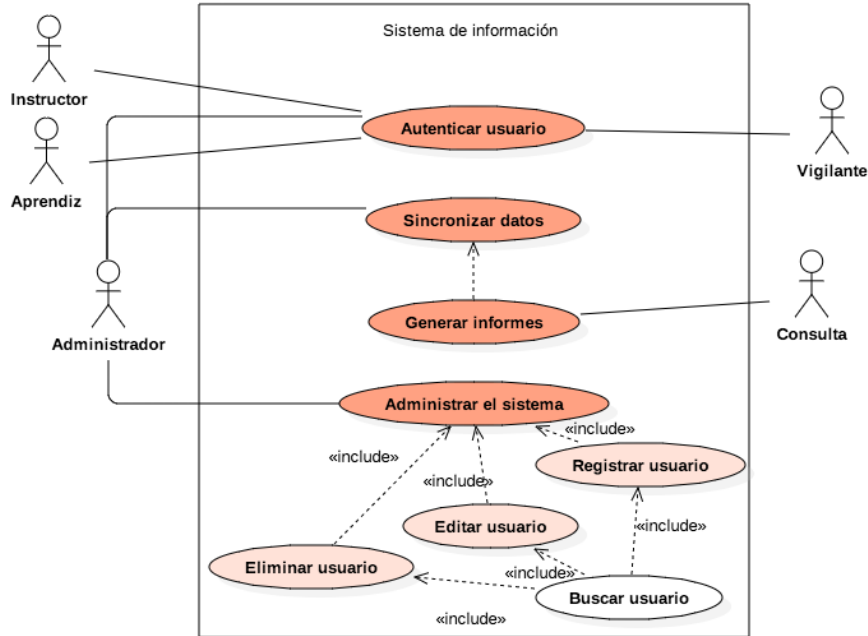 Sistema de información
Instructor
Autenticar usuario
Vigilante
Aprendiz
Sincronizar datos
Generar informes
Consulta
Administrador
Administrar el sistema
«include»
«include»
Registrar usuario
«include»
Editar usuario
«include»
Eliminar usuario
«include»
Buscar usuario
«include»